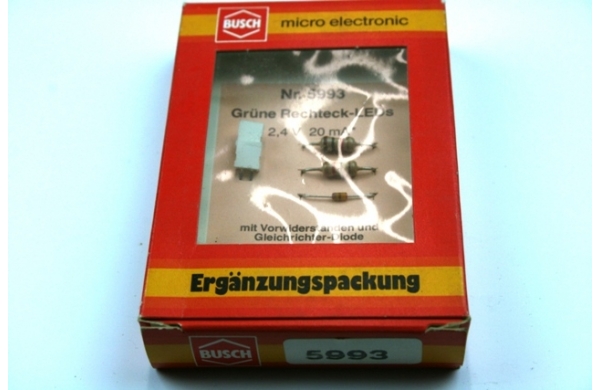 BUSCH micro electronic
Nr. 5993
Grüne Rechteck-LEDs
2,4 V 20 mA*
mit Vorwiderständen und
Gleichrichter-Diode
Ergänzungspackung
BUSCH 5993